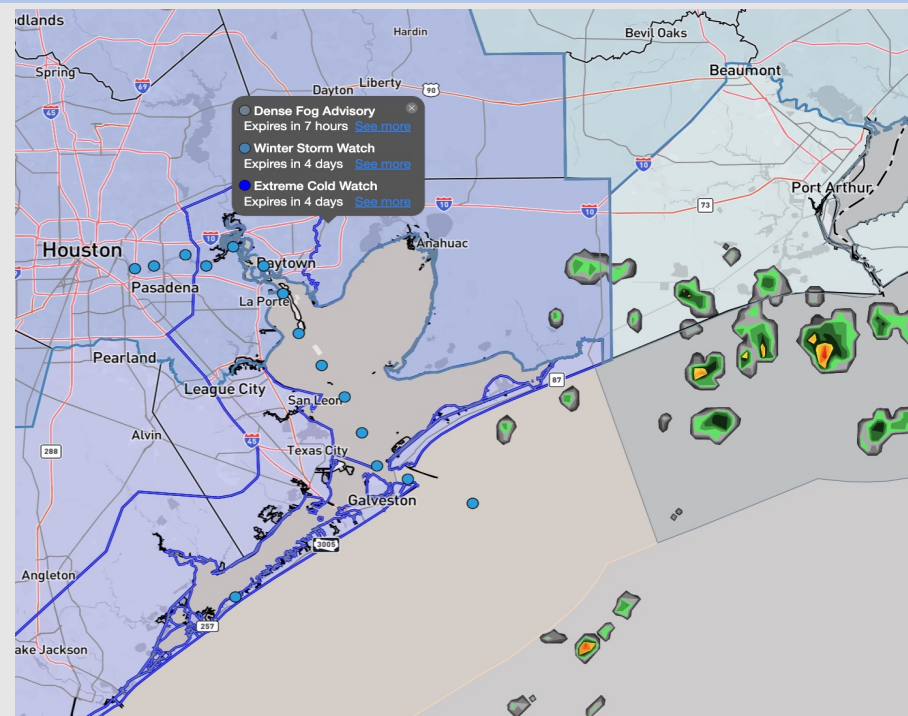 dlands
Hardin
Bevil Oaks
Spring
69
Beaumont
Dayton
Liberty
90
45
Dense Fog Advisory
Expires in 7 hours See more
Winter Storm Watch
Expires in 4 days See more
Extreme Cold Watch
Expires in 4 days See more
10
Port Arthur
10
10
73
Houston
10
Anahuac
Baytown
Pasadena
La Porte
Pearland
87
League City
San Leon
Alvin
45
288
Texas City
Galveston
3005
Angleton
257
ake Jackson